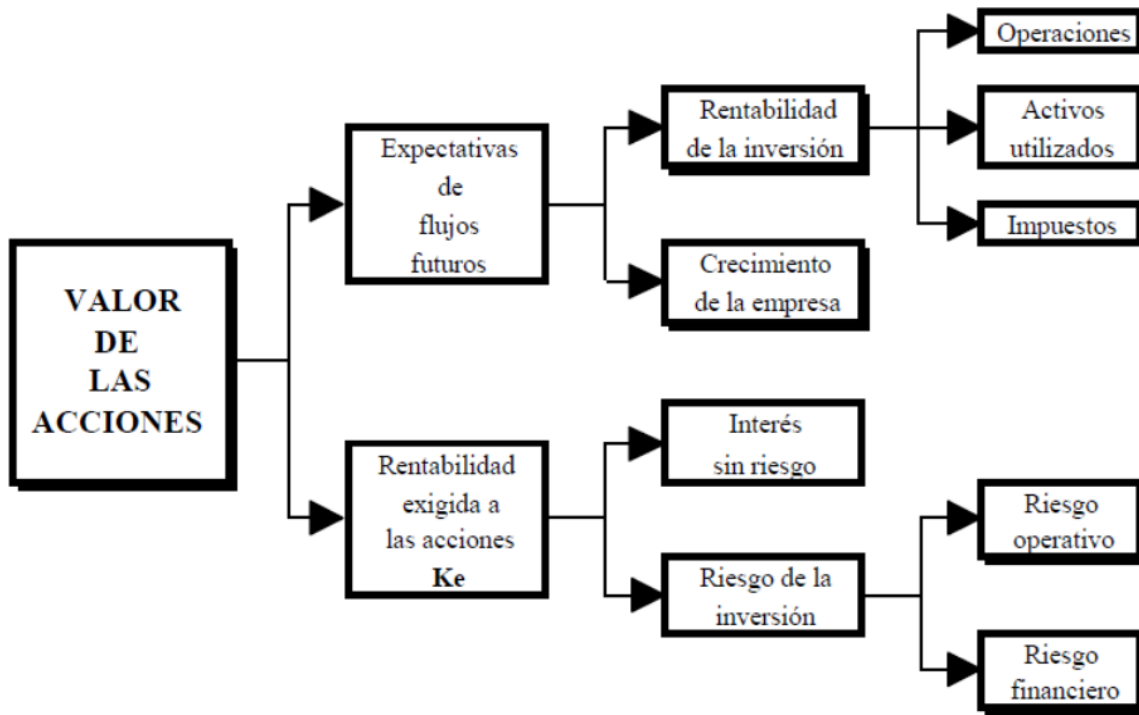 VALOR
DE
LAS
ACCIONES
Expectativas
de
flujos
futuros
Rentabilidad
de la inversión
Operaciones
Activos
utilizados
Impuestos
Crecimiento
de la empresa
Rentabilidad
exigida a
las acciones
Ke
Interés
sin riesgo
Riesgo de la
inversión
Riesgo
operativo
Riesgo
financiero